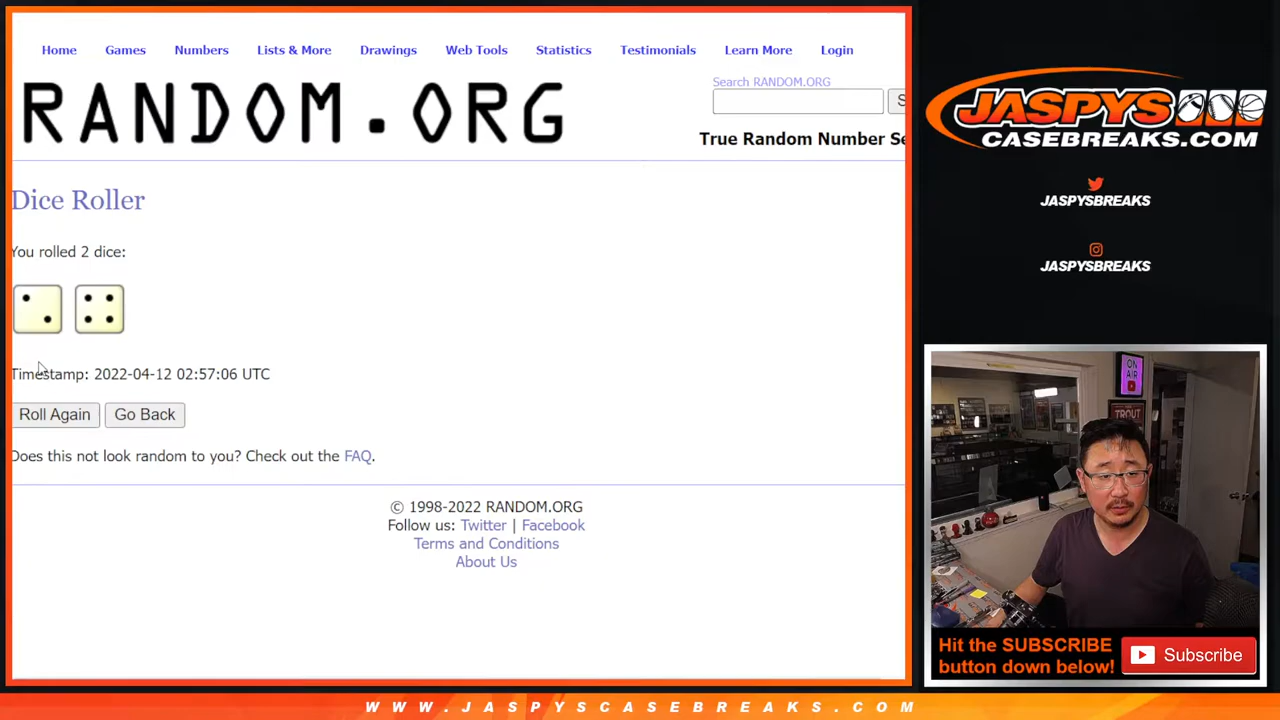 Home Games Numbers Lists & More Drawings Web Tools Statistics Testimonials Learn More Login
Search RANDOM.ORG
RANDOM.ORG
True Random Number
Dice Roller
You rolled 2 dice:
Timestamp: 2022-04-12 02:57:06 UTC
Roll Again Go Back
Does this not look random to you? Check out the FAQ.
© 1998-2022 RANDOM.ORG
Follow us: Twitter | Facebook
Terms and Conditions
About Us
JASPYS
CASEBREAKS.COM
JASPYSBREAKS
JASPYSBREAKS
ON
AIR
TROUT
Hit the SUBSCRIBE
button down below!
Subscribe
WWW.JASPYSCASEBREAKS.COM